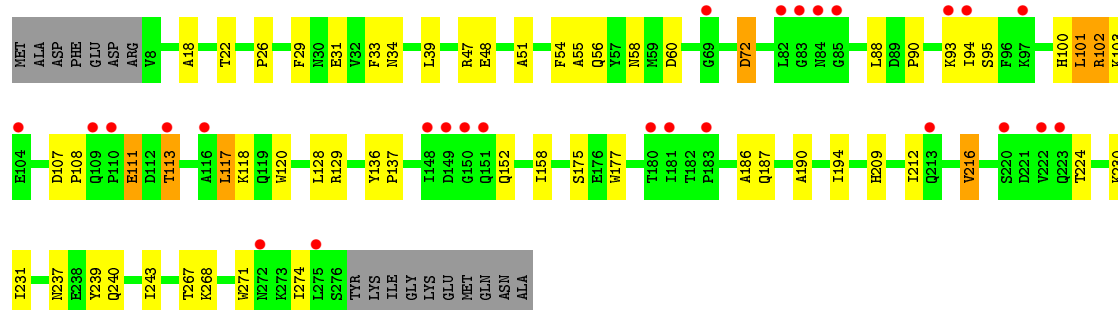 MET ALA ASP PHE GLU ASP ARG V8 A18 T22 P26 F29 N30 E31 V32 F33 N34 L39 R47 E48 A51 F54 A55 Q56 Y57 N58 M59 D60 G69 D72 L82 G83 N84 G85 L88 D89 P90 K93 I94 S95 F96 K97 H100 L101 R102 K103
E104 D107 P108 Q109 P110 E111 D112 T113 A116 L117 K118 Q119 W120 L128 R129 Y136 P137 I148 D149 G150 Q151 Q152 I158 S175 E176 W177 T180 I181 T182 P183 A186 Q187 A190 I194 H209 I212 Q213 V216 S220 D221 V222 Q223 T224 K230
I231 N237 E238 Y239 Q240 I243 T267 K268 W271 N272 K273 I274 L275 S276 TYR LYS ILE GLY LYS GLU MET GLN ASN ALA